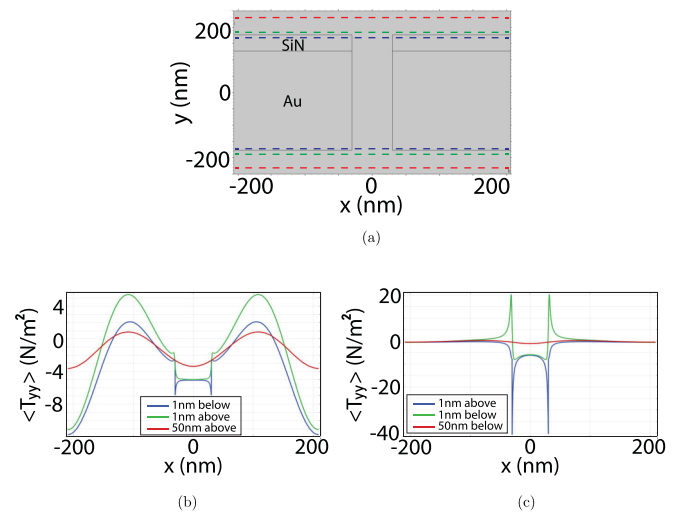 200
SiN
y (nm)
0
Au
-200
-200 0 200
x (nm)
(a)
4
0
-4
-8
<Tyy> (N/m²)
1nm below
1nm above
50nm above
-200 0 200
x (nm)
(b)
20
0
-20
-40
<Tyy> (N/m²)
1nm above
1nm below
50nm below
-200 0 200
x (nm)
(c)